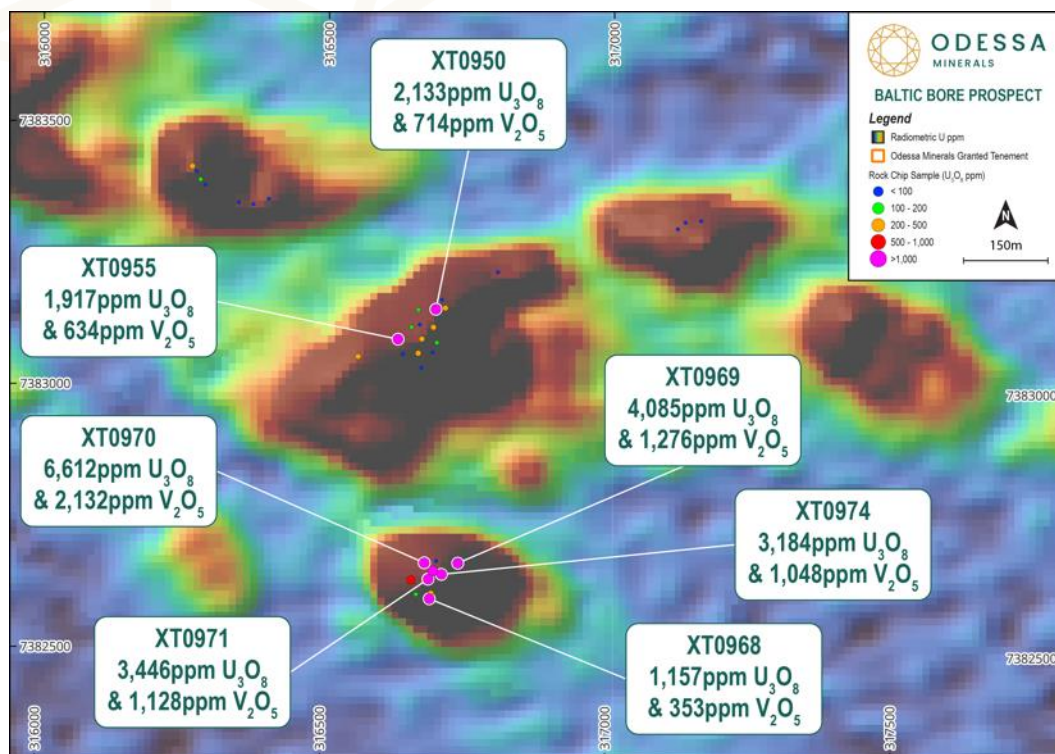 316000
316500
317000
7383500
7383000
7382500
XT0950
2,133ppm U₃O₈
& 714ppm V₂O₅
XT0955
1,917ppm U₃O₈
& 634ppm V₂O₅
XT0969
4,085ppm U₃O₈
& 1,276ppm V₂O₅
XT0970
6,612ppm U₃O₈
& 2,132ppm V₂O₅
XT0974
3,184ppm U₃O₈
& 1,048ppm V₂O₅
XT0971
3,446ppm U₃O₈
& 1,128ppm V₂O₅
XT0968
1,157ppm U₃O₈
& 353ppm V₂O₅
ODESSA
MINERALS
BALTIC BORE PROSPECT
Legend
Radiometric U ppm
Odessa Minerals Granted Tenement
Rock Chip Sample (U₃O₈ ppm)
< 100
100 - 200
200 - 500
500 - 1,000
>1,000
N
150m
7383000
7382500
316000
316500
317000
317500